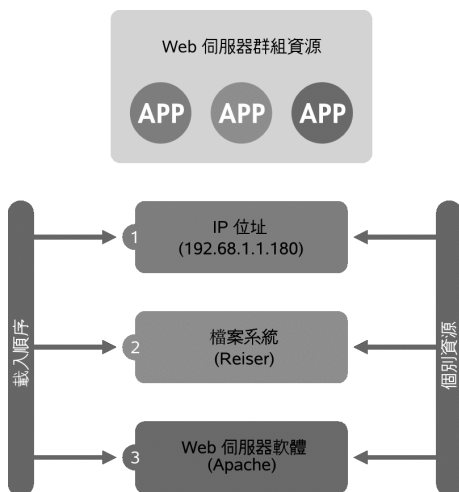 Web 伺服器群組資源
APP APP APP
IP 位址
(192.68.1.1.180)
1
檔案系統
(Reiser)
2
Web 伺服器軟體
(Apache)
3
載入順序
個別資源